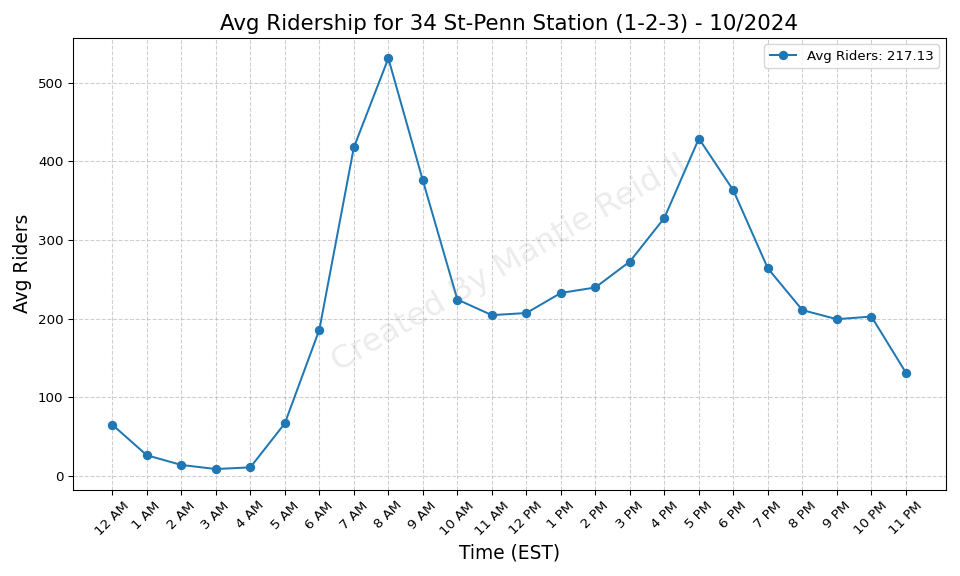 Avg Ridership for 34 St-Penn Station (1-2-3) - 10/2024
Avg Riders: 217.13
500
400
300
200
100
0
Avg Riders
Created By Mantie Reid II
12 AM
1 AM
2 AM
3 AM
4 AM
5 AM
6 AM
7 AM
8 AM
9 AM
10 AM
11 AM
12 PM
1 PM
2 PM
3 PM
4 PM
5 PM
6 PM
7 PM
8 PM
9 PM
10 PM
11 PM
Time (EST)